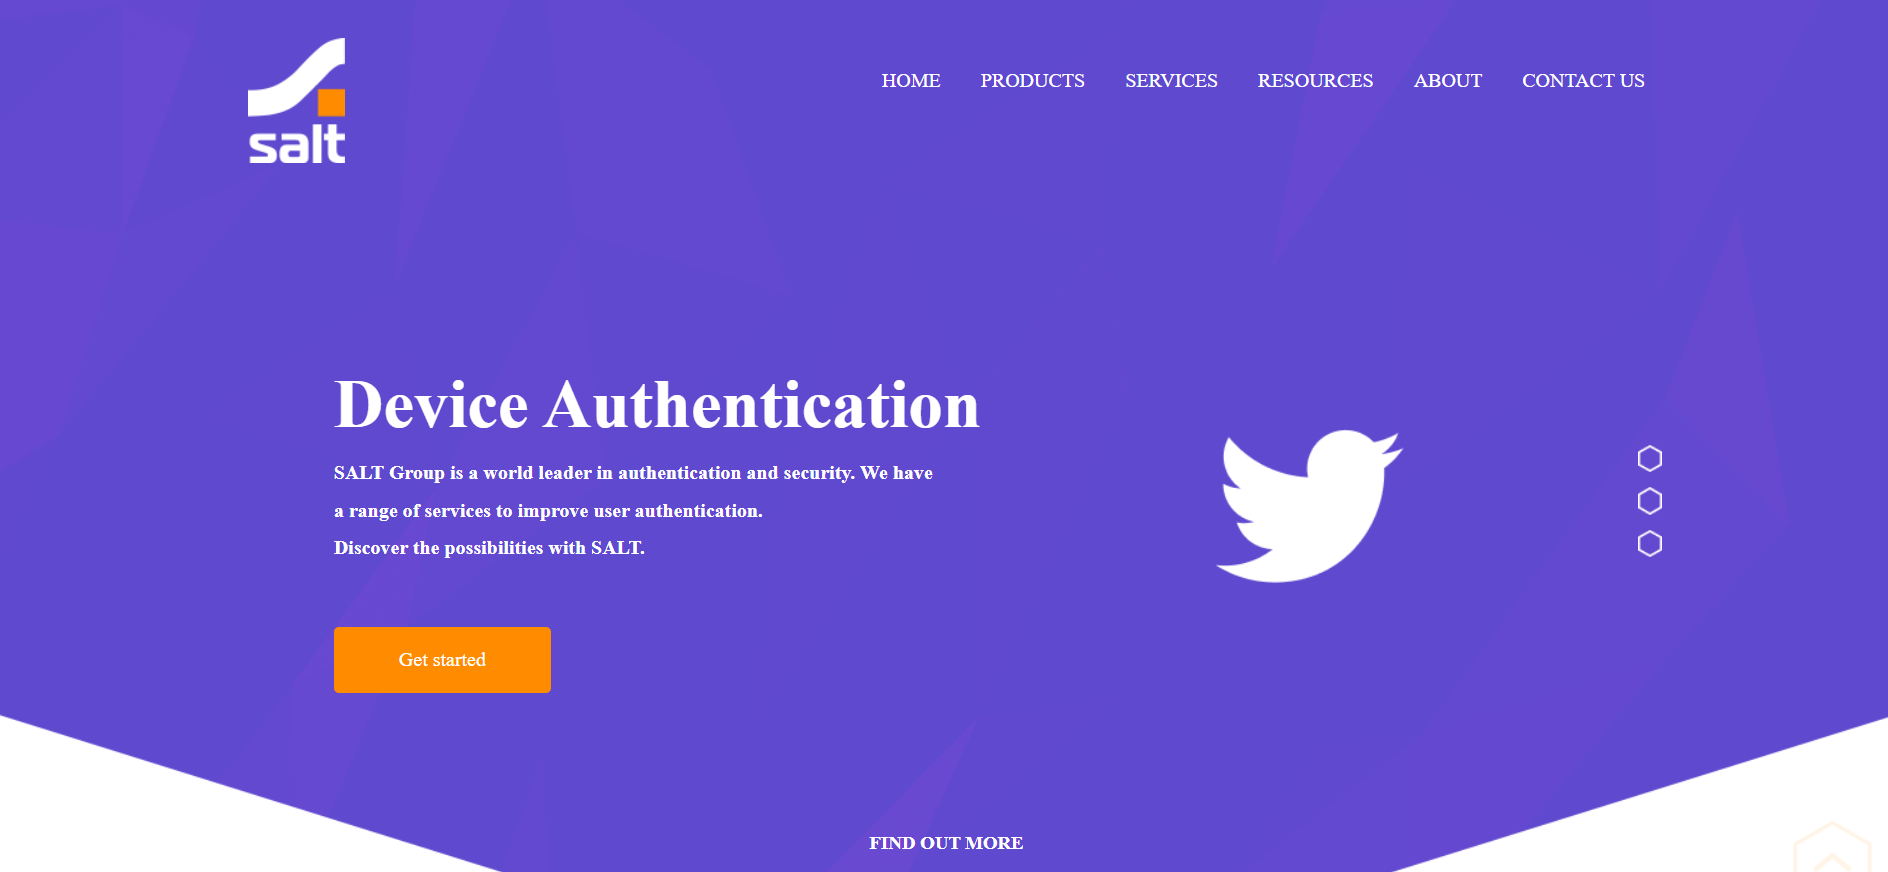 salt
HOME PRODUCTS SERVICES RESOURCES ABOUT CONTACT US
Device Authentication
SALT Group is a world leader in authentication and security. We have
a range of services to improve user authentication.
Discover the possibilities with SALT.
Get started
FIND OUT MORE